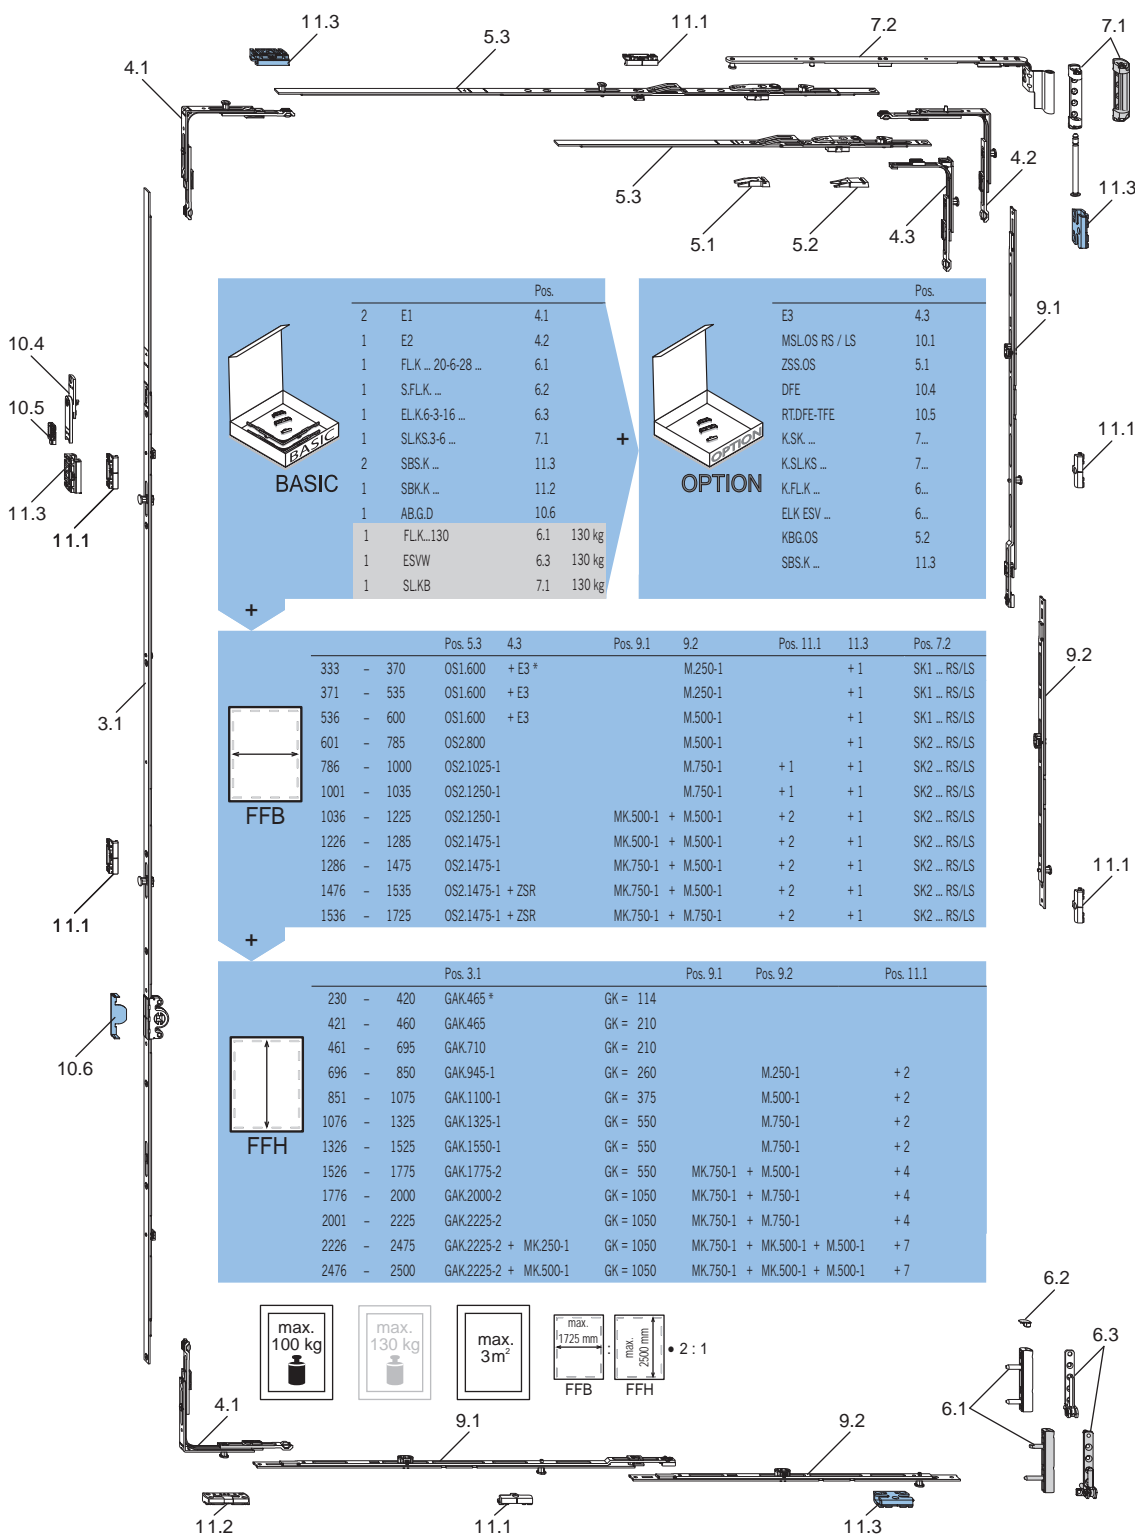 11.3
5.3
11.1
7.2
7.1
4.1
5.3
4.2
11.3
5.1
5.2
4.3
9.1
10.4
10.5
11.3
11.1
11.1
3.1
9.2
11.1
11.1
10.6
Pos.
2 E1 4.1
1 E2 4.2
1 FL.K ... 20-6-28 ... 6.1
1 S.FL.K. ... 6.2
1 EL.K.6-3-16 ... 6.3
1 SL.KS.3-6 ... 7.1
2 SBS.K ... 11.3
1 SBK.K ... 11.2
1 AB.G.D 10.6
1 FL.K...130 6.1 130 kg
1 ESVW 6.3 130 kg
1 SL.KB 7.1 130 kg
BASIC
BASIC
+
Pos.
E3 4.3
MSL.OS RS / LS 10.1
ZSS.OS 5.1
DFE 10.4
RT.DFE-TFE 10.5
K.SK. ... 7...
K.SL.KS ... 7...
K.FL.K ... 6...
ELK ESV ... 6...
KBG.OS 5.2
SBS.K ... 11.3
OPTION
OPTION
+
Pos. 5.3 4.3 Pos. 9.1 9.2 Pos. 11.1 11.3 Pos. 7.2
333 – 370 OS1.600 + E3 * M.250-1 + 1 SK1 ... RS/LS
371 – 535 OS1.600 + E3 M.250-1 + 1 SK1 ... RS/LS
536 – 600 OS1.600 + E3 M.500-1 + 1 SK1 ... RS/LS
601 – 785 OS2.800 M.500-1 + 1 SK2 ... RS/LS
786 – 1000 OS2.1025-1 M.750-1 + 1 + 1 SK2 ... RS/LS
1001 – 1035 OS2.1250-1 M.750-1 + 1 + 1 SK2 ... RS/LS
1036 – 1225 OS2.1250-1 MK.500-1 + M.500-1 + 2 + 1 SK2 ... RS/LS
1226 – 1285 OS2.1475-1 MK.500-1 + M.500-1 + 2 + 1 SK2 ... RS/LS
1286 – 1475 OS2.1475-1 MK.750-1 + M.500-1 + 2 + 1 SK2 ... RS/LS
1476 – 1535 OS2.1475-1 + ZSR MK.750-1 + M.500-1 + 2 + 1 SK2 ... RS/LS
1536 – 1725 OS2.1475-1 + ZSR MK.750-1 + M.750-1 + 2 + 1 SK2 ... RS/LS
FFB
+
Pos. 3.1 Pos. 9.1 Pos. 9.2 Pos. 11.1
230 – 420 GAK.465 * GK = 114
421 – 460 GAK.465 GK = 210
461 – 695 GAK.710 GK = 210
696 – 850 GAK.945-1 GK = 260 M.250-1 + 2
851 – 1075 GAK.1100-1 GK = 375 M.500-1 + 2
1076 – 1325 GAK.1325-1 GK = 550 M.750-1 + 2
1326 – 1525 GAK.1550-1 GK = 550 M.750-1 + 2
1526 – 1775 GAK.1775-2 GK = 550 MK.750-1 + M.500-1 + 4
1776 – 2000 GAK.2000-2 GK = 1050 MK.750-1 + M.750-1 + 4
2001 – 2225 GAK.2225-2 GK = 1050 MK.750-1 + M.750-1 + 4
2226 – 2475 GAK.2225-2 + MK.250-1 GK = 1050 MK.750-1 + MK.500-1 + M.500-1 + 7
2476 – 2500 GAK.2225-2 + MK.500-1 GK = 1050 MK.750-1 + MK.500-1 + M.500-1 + 7
FFH
max.
100 kg
max.
130 kg
max.
3m²
max.
1725 mm
FFB
:
max.
2500 mm
FFH
• 2 : 1
6.2
6.3
6.1
4.1
9.1
9.2
11.2
11.1
11.3